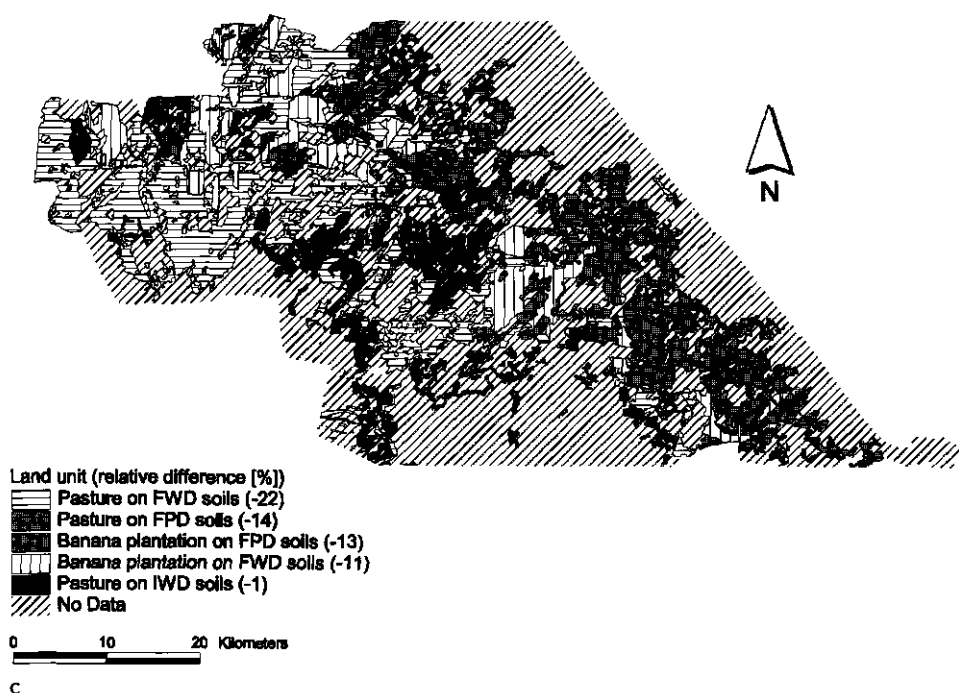 N
Land unit (relative difference [%])
Pasture on FWD soils (-22)
Pasture on FPD soils (-14)
Banana plantation on FPD soils (-13)
Banana plantation on FWD soils (-11)
Pasture on IWD soils (-1)
No Data
0 10 20 Kilometers
C